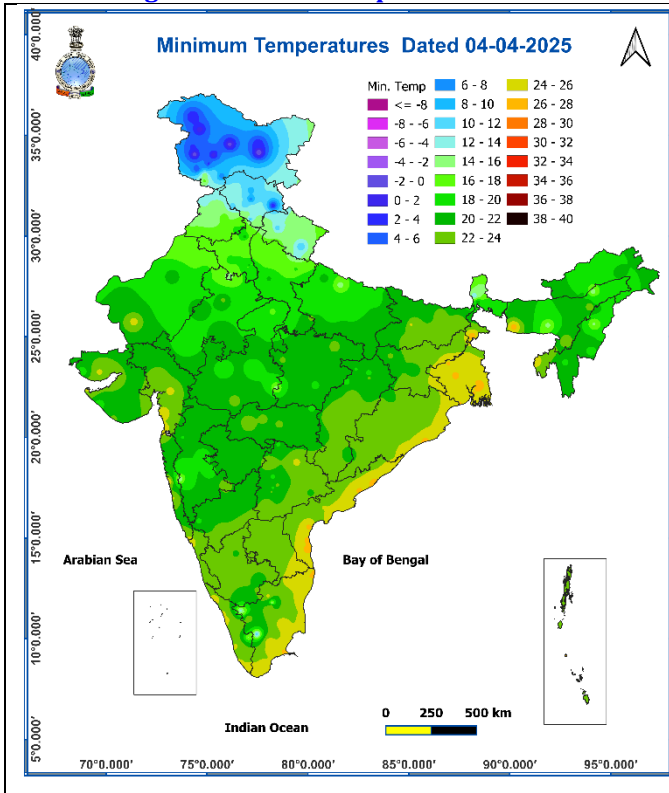 Minimum Temperatures Dated 04-04-2025
Min. Temp
<= -8
-8 - -6
-6 - -4
-4 - -2
-2 - 0
0 - 2
2 - 4
4 - 6
6 - 8
8 - 10
10 - 12
12 - 14
14 - 16
16 - 18
18 - 20
20 - 22
22 - 24
24 - 26
26 - 28
28 - 30
30 - 32
32 - 34
34 - 36
36 - 38
38 - 40
40°0.000'
35°0.000'
30°0.000'
25°0.000'
20°0.000'
15°0.000'
10°0.000'
5°0.000'
Arabian Sea
Bay of Bengal
Indian Ocean
0 250 500 km
70°0.000' 75°0.000' 80°0.000' 85°0.000' 90°0.000' 95°0.000'